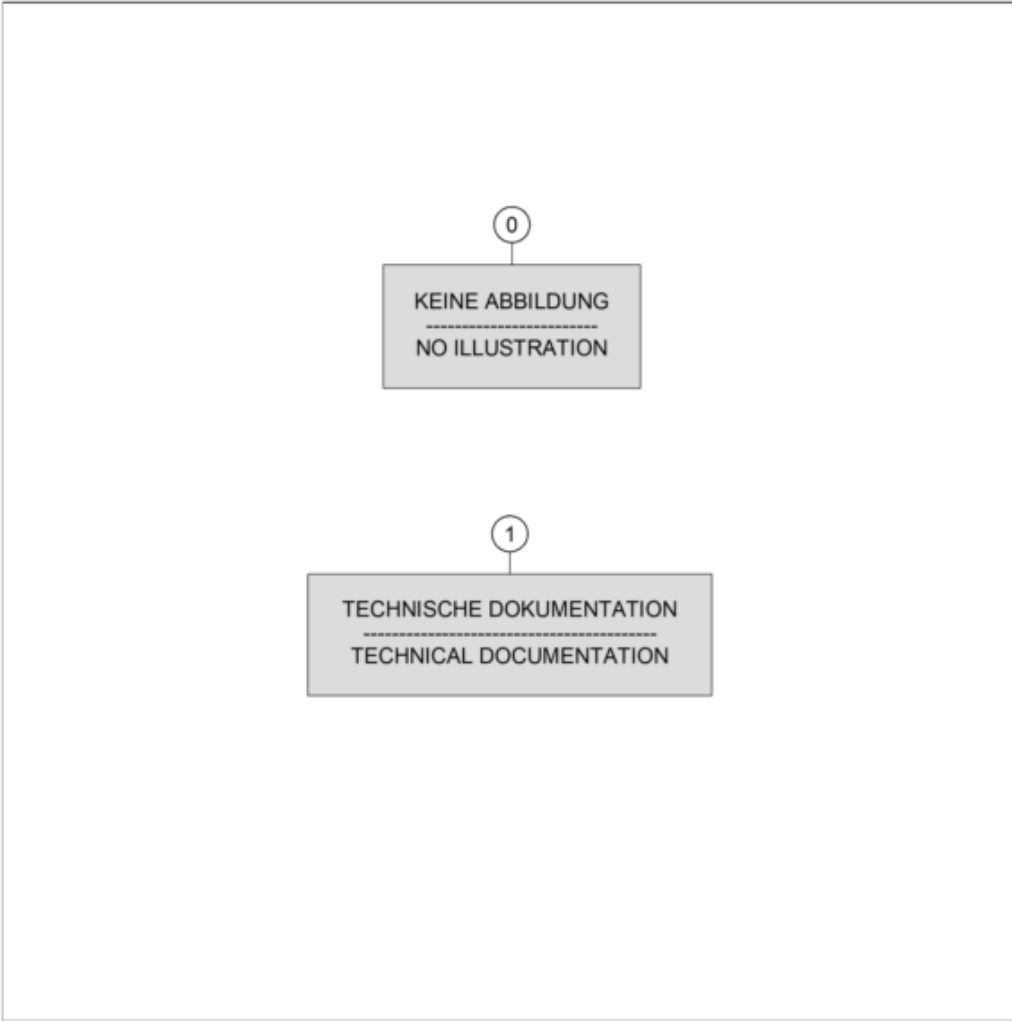 0
KEINE ABBILDUNG
------------------------
NO ILLUSTRATION
1
TECHNISCHE DOKUMENTATION
-----------------------------------------
TECHNICAL DOCUMENTATION